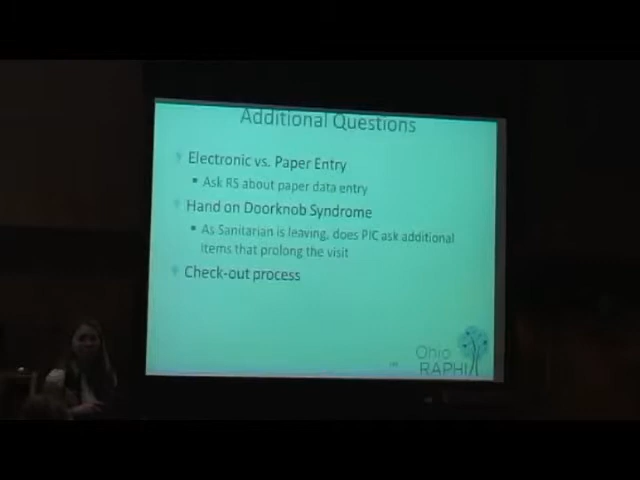 Additional Questions
Electronic vs. Paper Entry
Ask RS about paper data entry
Hand on Doorknob Syndrome
As Sanitarian is leaving, does PIC ask additional
items that prolong the visit
Check-out process
Ohio
RAPHI